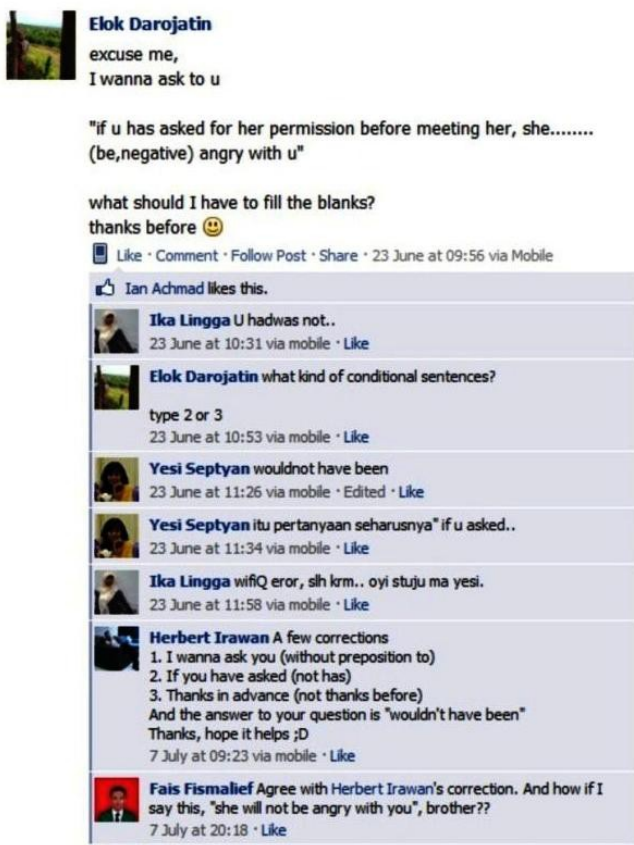 Elok Darojatin
excuse me,
I wanna ask to u
"if u has asked for her permission before meeting her, she........
(be,negative) angry with u"
what should I have to fill the blanks?
thanks before 😃
Like · Comment · Follow Post · Share · 23 June at 09:56 via Mobile
Ian Achmad likes this.
Ika Lingga U hadwas not..
23 June at 10:31 via mobile · Like
Elok Darojatin what kind of conditional sentences?
type 2 or 3
23 June at 10:53 via mobile · Like
Yesi Septyan wouldnot have been
23 June at 11:26 via mobile · Edited · Like
Yesi Septyan itu pertanyaan seharusnya" if u asked..
23 June at 11:34 via mobile · Like
Ika Lingga wifiQ eror, slh krm.. oyi stuju ma yesi.
23 June at 11:58 via mobile · Like
Herbert Irawan A few corrections
1. I wanna ask you (without preposition to)
2. If you have asked (not has)
3. Thanks in advance (not thanks before)
And the answer to your question is "wouldn't have been"
Thanks, hope it helps ;D
7 July at 09:23 via mobile · Like
Fais Fismalief Agree with Herbert Irawan's correction. And how if I
say this, "she will not be angry with you", brother??
7 July at 20:18 · Like